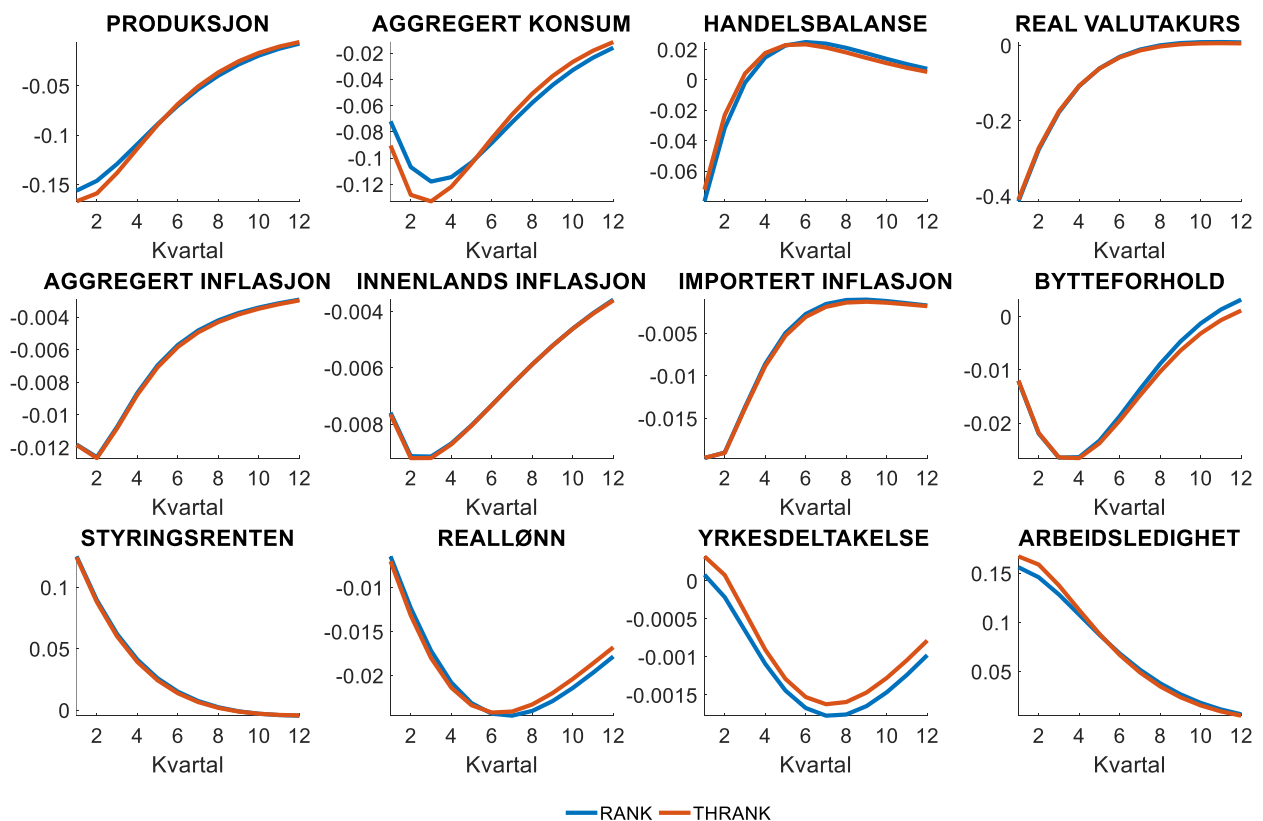 PRODUKSJON
-0.05
-0.1
-0.15
2 4 6 8 10 12
Kvartal
AGGREGERT KONSUM
-0.02
-0.04
-0.06
-0.08
-0.1
-0.12
2 4 6 8 10 12
Kvartal
HANDELSBALANSE
0.02
0
-0.02
-0.04
-0.06
2 4 6 8 10 12
Kvartal
REAL VALUTAKURS
0
-0.2
-0.4
2 4 6 8 10 12
Kvartal
AGGREGERT INFLASJON
-0.004
-0.006
-0.008
-0.01
-0.012
2 4 6 8 10 12
Kvartal
INNENLANDS INFLASJON
-0.004
-0.006
-0.008
2 4 6 8 10 12
Kvartal
IMPORTERT INFLASJON
-0.005
-0.01
-0.015
2 4 6 8 10 12
Kvartal
BYTTEFORHOLD
0
-0.01
-0.02
2 4 6 8 10 12
Kvartal
STYRINGSRENTEN
0.1
0.05
0
2 4 6 8 10 12
Kvartal
REALLØNN
-0.01
-0.015
-0.02
2 4 6 8 10 12
Kvartal
YRKESDELTAKELSE
0
-0.0005
-0.001
-0.0015
2 4 6 8 10 12
Kvartal
ARBEIDSLEDIGHET
0.15
0.1
0.05
2 4 6 8 10 12
Kvartal
RANK THRANK